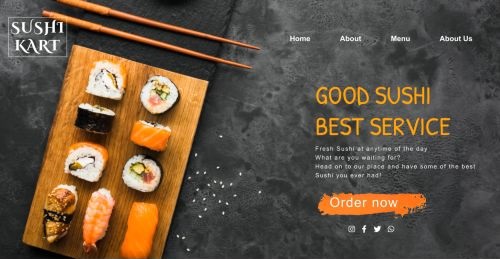 SUSHI
KART
Home About Menu About Us
GOOD SUSHI
BEST SERVICE
Fresh Sushi at anytime of the day
What are you waiting for?
Head on to our place and have some of the best
Sushi you ever had!
Order now